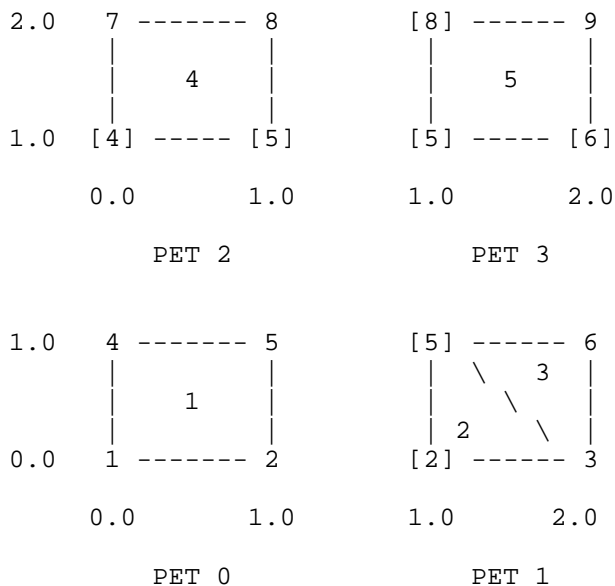 2.0 7 ------- 8 [8] ------ 9
| | | |
| 4 | | 5 |
| | | |
1.0 [4] ----- [5] [5] ----- [6]
0.0 1.0 1.0 2.0
PET 2 PET 3
1.0 4 ------- 5 [5] ------ 6
| | | \ 3 |
| 1 | | \ |
| | | 2 \ |
0.0 1 ------- 2 [2] ------ 3
0.0 1.0 1.0 2.0
PET 0 PET 1